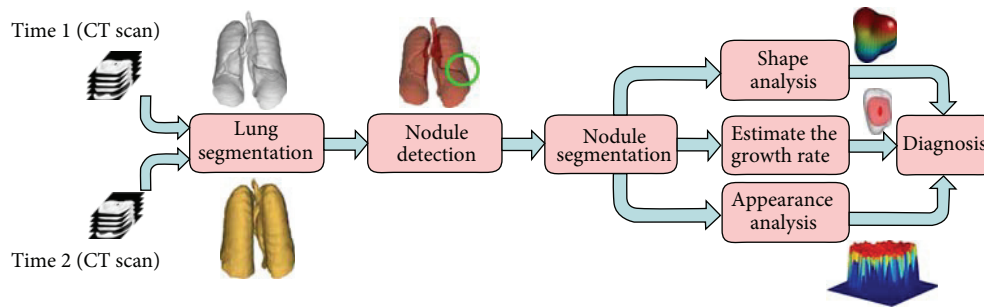 Time 1 (CT scan)
Lung
segmentation
Nodule
detection
Nodule
segmentation
Shape
analysis
Estimate the
growth rate
Appearance
analysis
Diagnosis
Time 2 (CT scan)